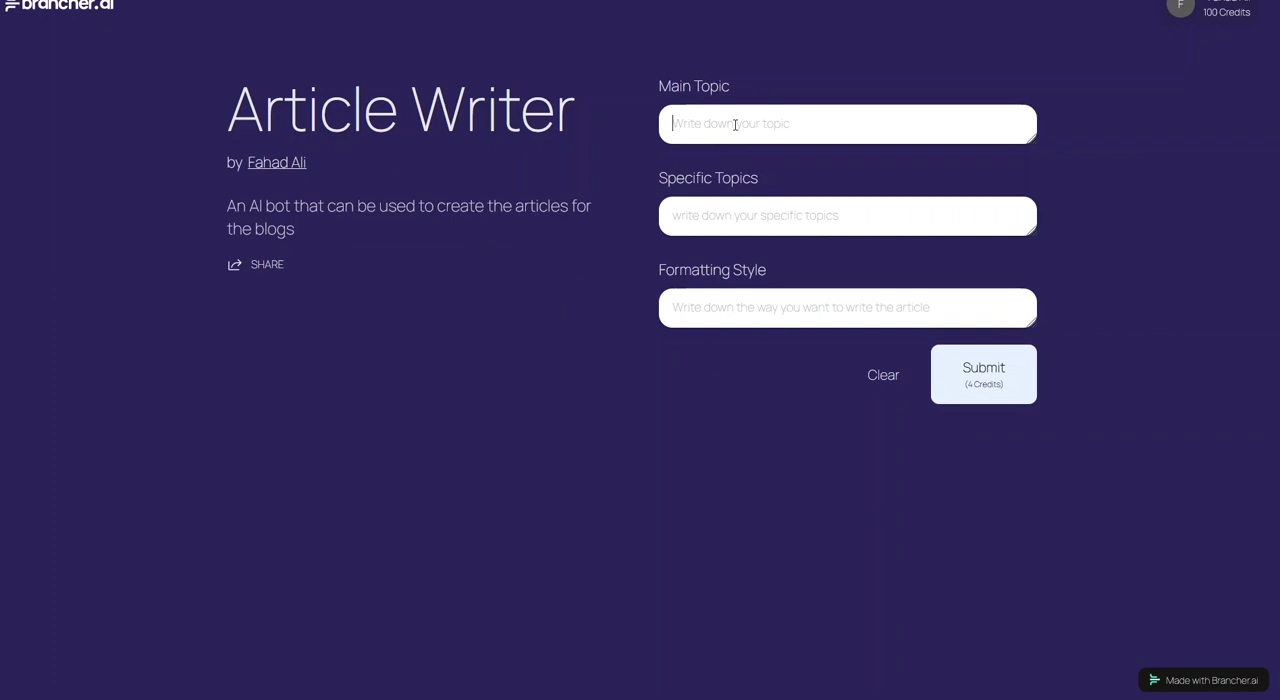 brancher.ai
F
100 Credits
Article Writer
by Fahad Ali
An AI bot that can be used to create the articles for
the blogs
SHARE
Main Topic
Write down your topic
Specific Topics
write down your specific topics
Formatting Style
Write down the way you want to write the article
Clear
Submit
(4 Credits)
Made with Brancher.ai